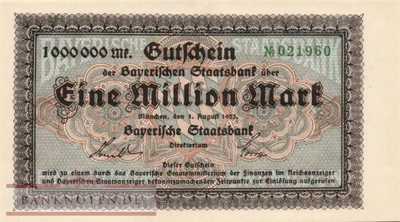 1000000 Mk. Gutschein № 021960
der Bayerischen Staatsbank über
Eine Million Mark
München, den 1. August 1923.
Bayerische Staatsbank
Direktorium
Dieser Gutschein
wird zu einem durch das Bayerische Staatsministerium der Finanzen im Reichsanzeiger
und Bayerischen Staatsanzeiger bekanntzumachenden Zeitpunkte zur Einlösung aufgerufen.
BANKNOTEN.DE